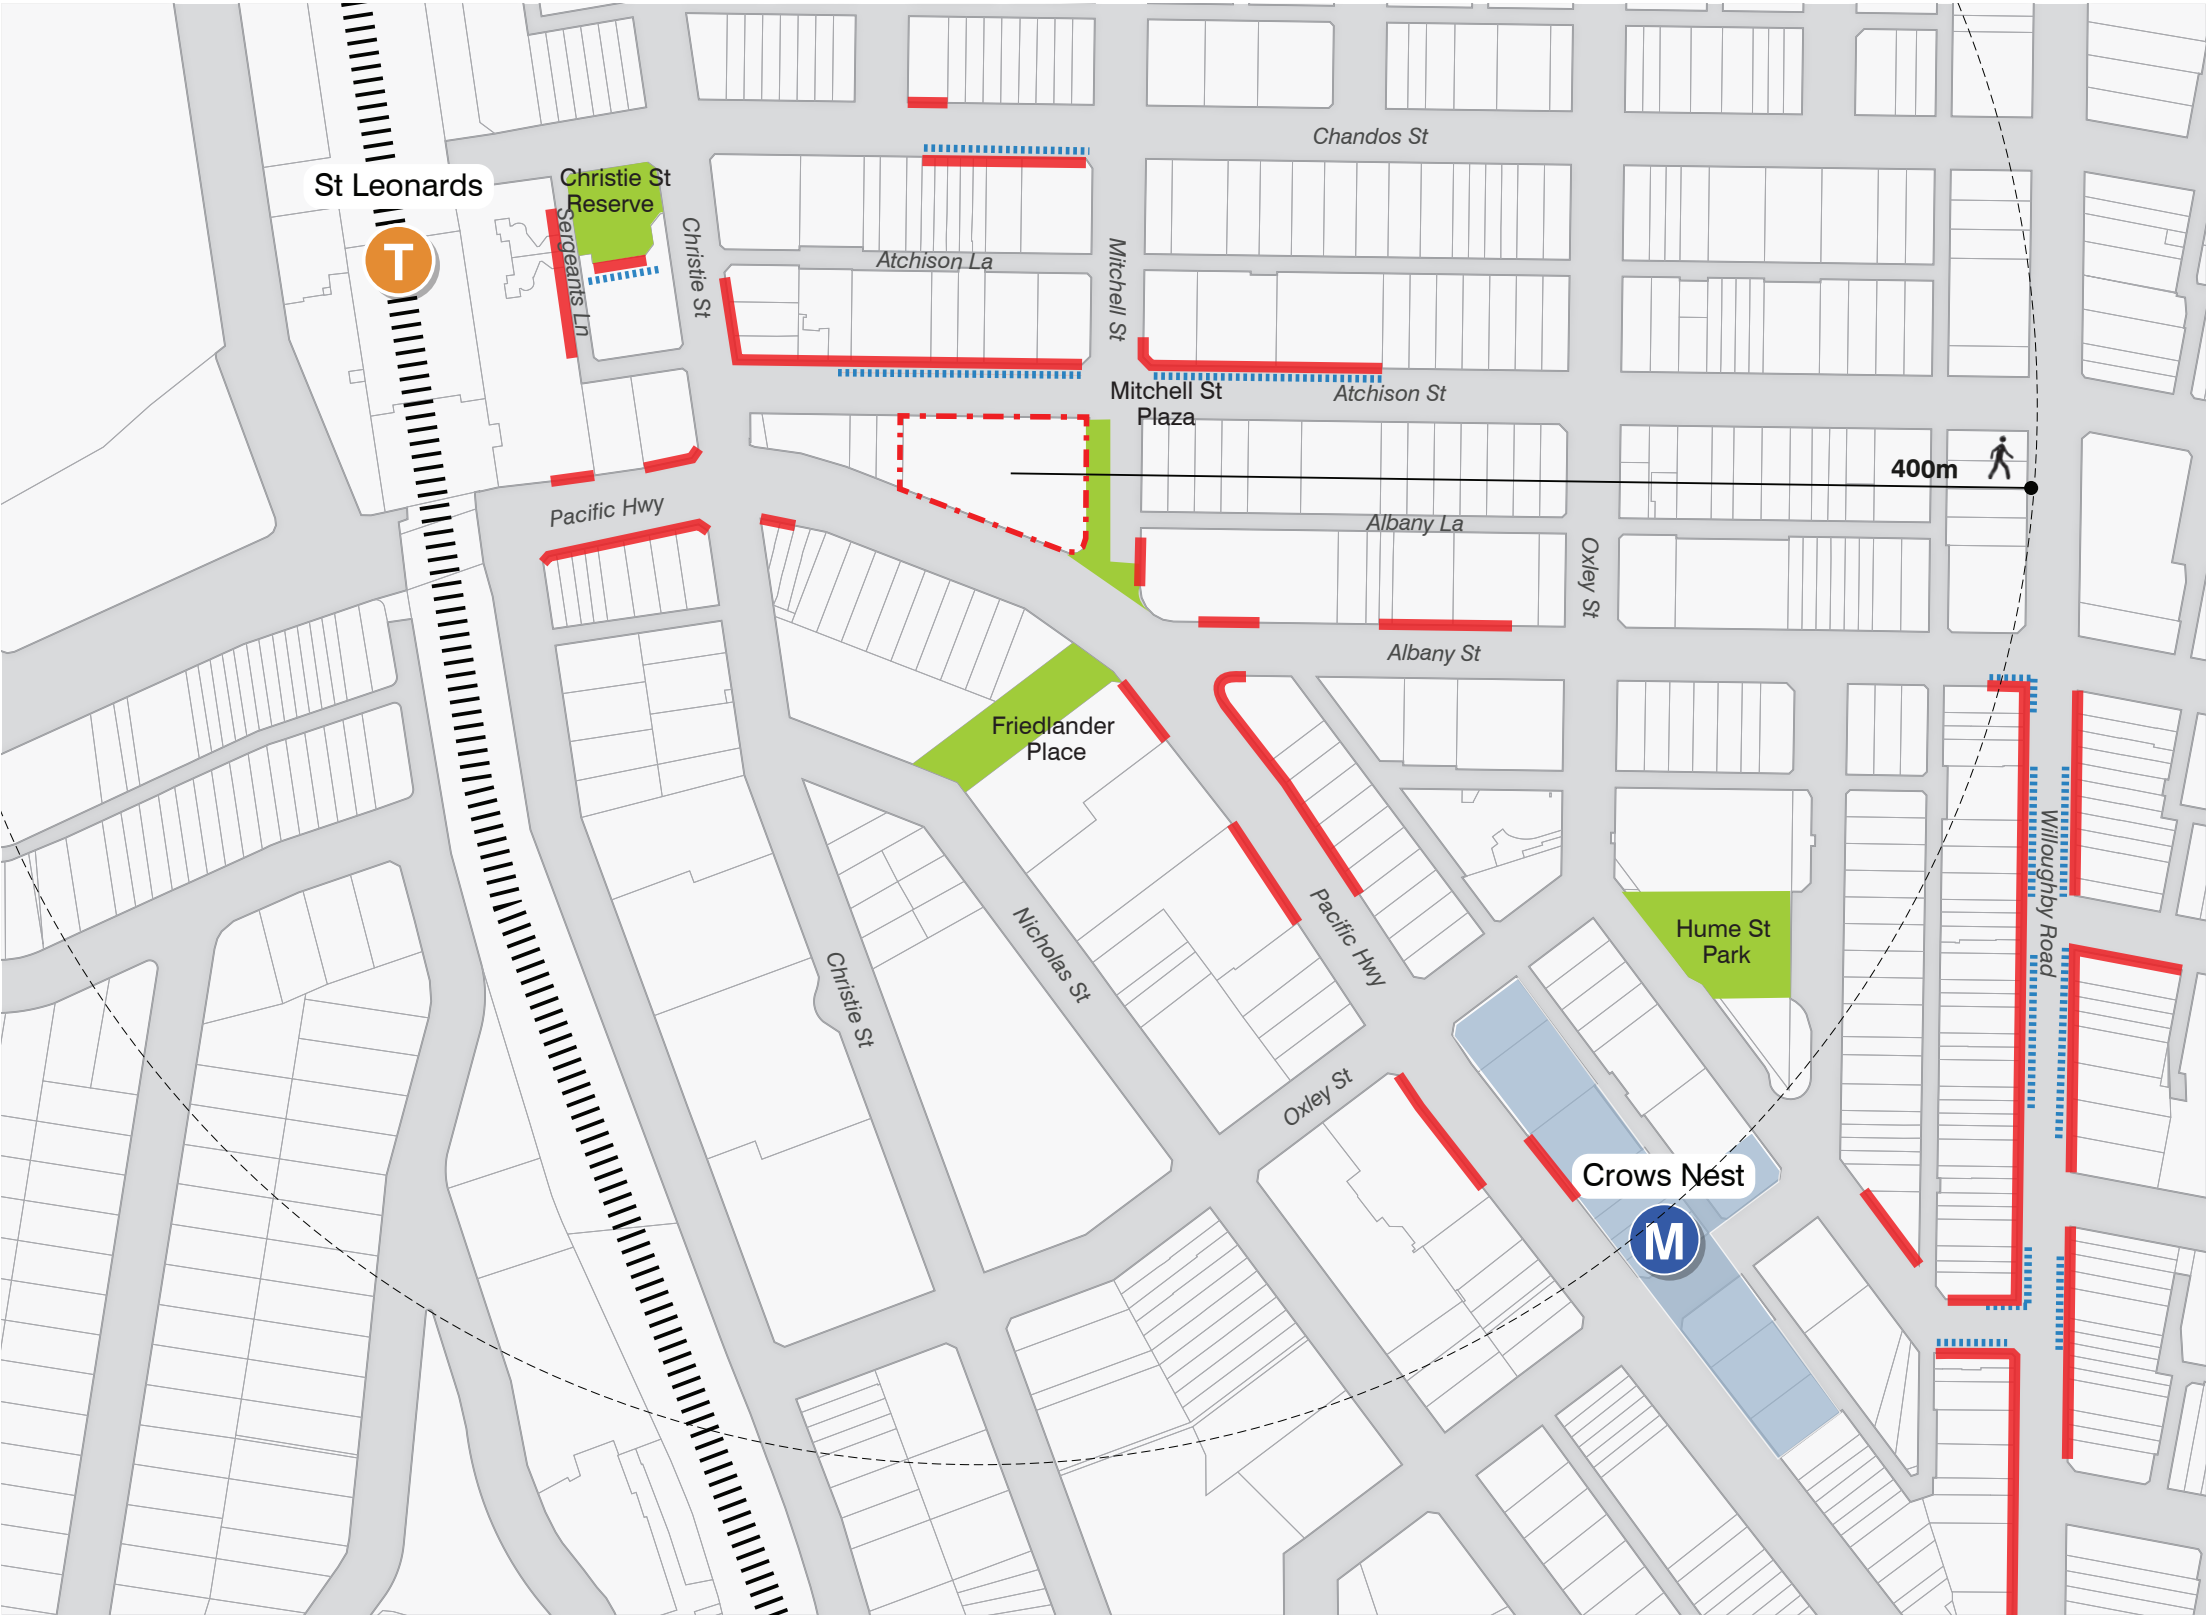 Chandos St
St Leonards
Christie St
Reserve
T
Sergeants Ln
Christie St
Atchison La
Mitchell St
Mitchell St
Plaza
Atchison St
400m
Pacific Hwy
Albany La
Oxley St
Albany St
Friedlander
Place
Willoughby Road
Pacific Hwy
Nicholas St
Hume St
Park
Christie St
Oxley St
Crows Nest
M